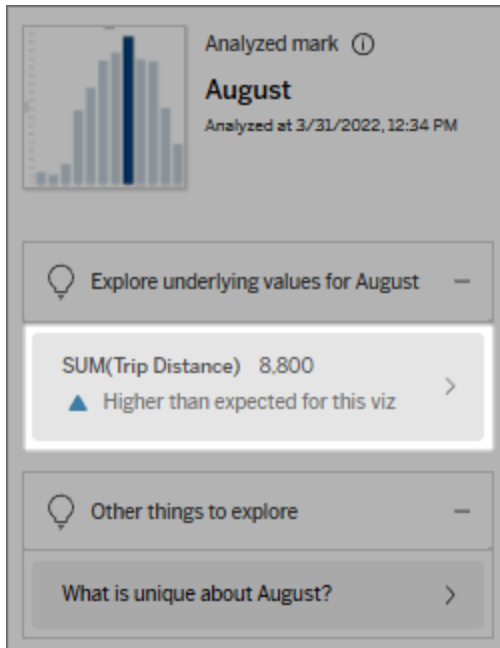 Analyzed mark
August
Analyzed at 3/31/2022, 12:34 PM
Explore underlying values for August
SUM(Trip Distance) 8,800
Higher than expected for this viz
Other things to explore
What is unique about August?